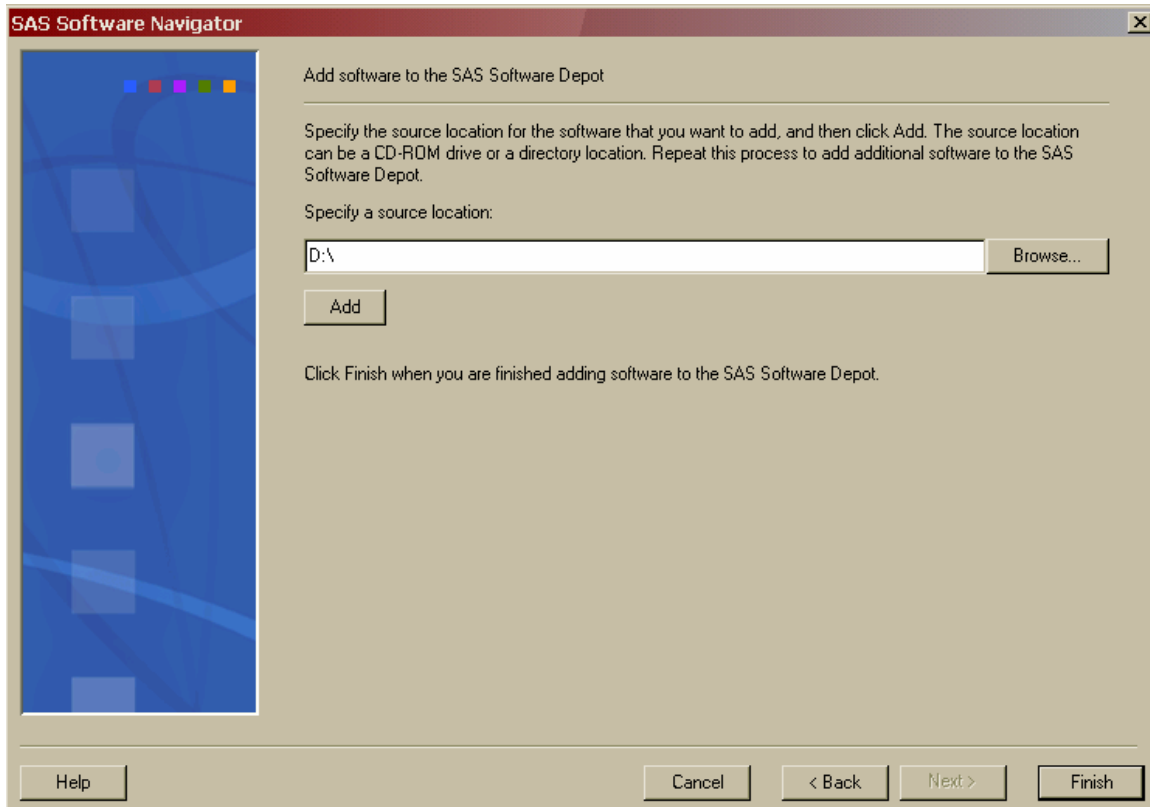 SAS Software Navigator
Add software to the SAS Software Depot
Specify the source location for the software that you want to add, and then click Add. The source location
can be a CD-ROM drive or a directory location. Repeat this process to add additional software to the SAS
Software Depot.
Specify a source location:
D:\
Browse...
Add
Click Finish when you are finished adding software to the SAS Software Depot.
Help
Cancel
< Back
Next >
Finish